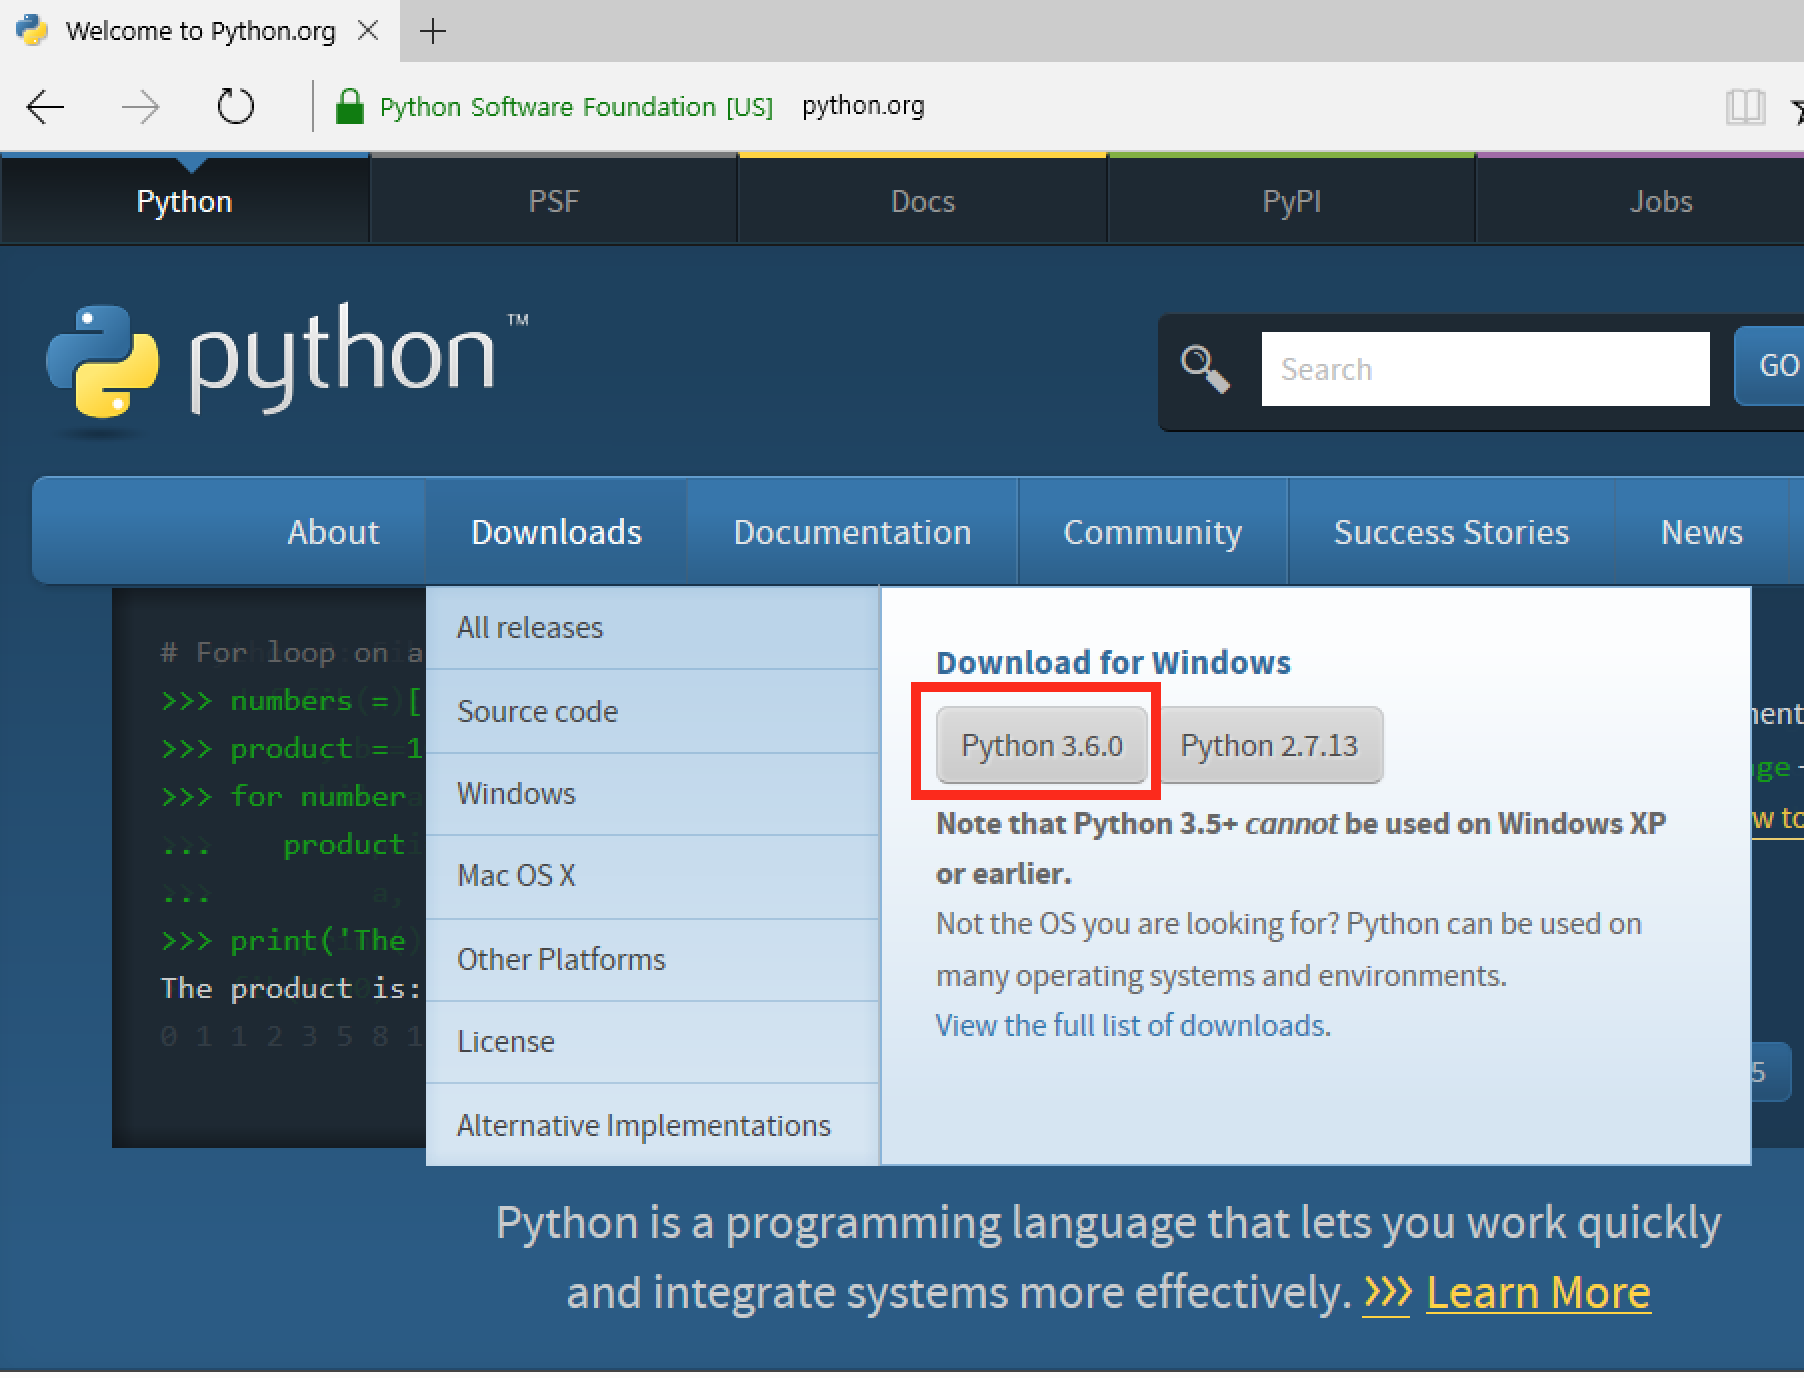 Welcome to Python.org
Python Software Foundation [US] python.org
Python PSF Docs PyPI Jobs
python™
Search GO
About Downloads Documentation Community Success Stories News
All releases
Source code
Windows
Mac OS X
Other Platforms
License
Alternative Implementations
Download for Windows
Python 3.6.0 Python 2.7.13
Note that Python 3.5+ cannot be used on Windows XP
or earlier.
Not the OS you are looking for? Python can be used on
many operating systems and environments.
View the full list of downloads.
# For loop on a
>>> numbers = [
>>> product = 1
>>> for number
... product
...
>>> print('The
The product is:
0 1 1 2 3 5 8 1
5
Python is a programming language that lets you work quickly
and integrate systems more effectively. >>> Learn More